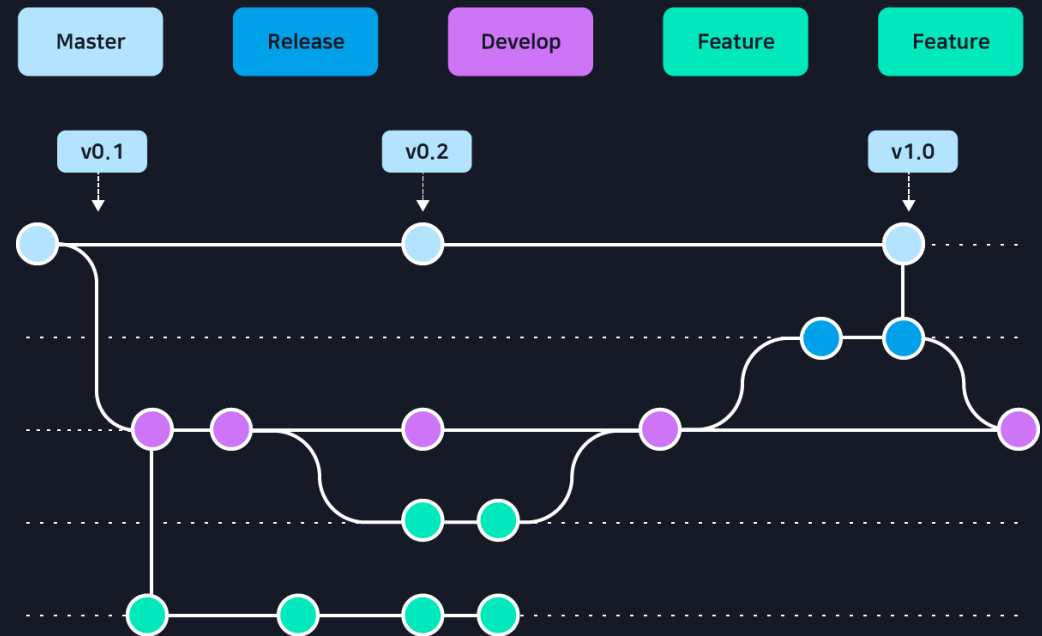 Master
Release
Develop
Feature
Feature
v0.1
v0.2
v1.0